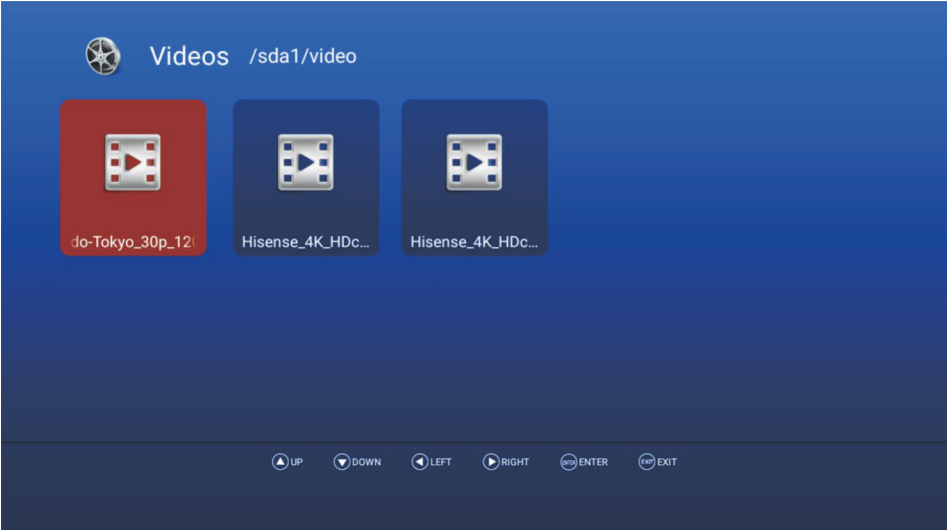 Videos /sda1/video
do-Tokyo_30p_12
Hisense_4K_HDc...
Hisense_4K_HDc...
UP DOWN LEFT RIGHT ENTER ENTER EXIT EXIT